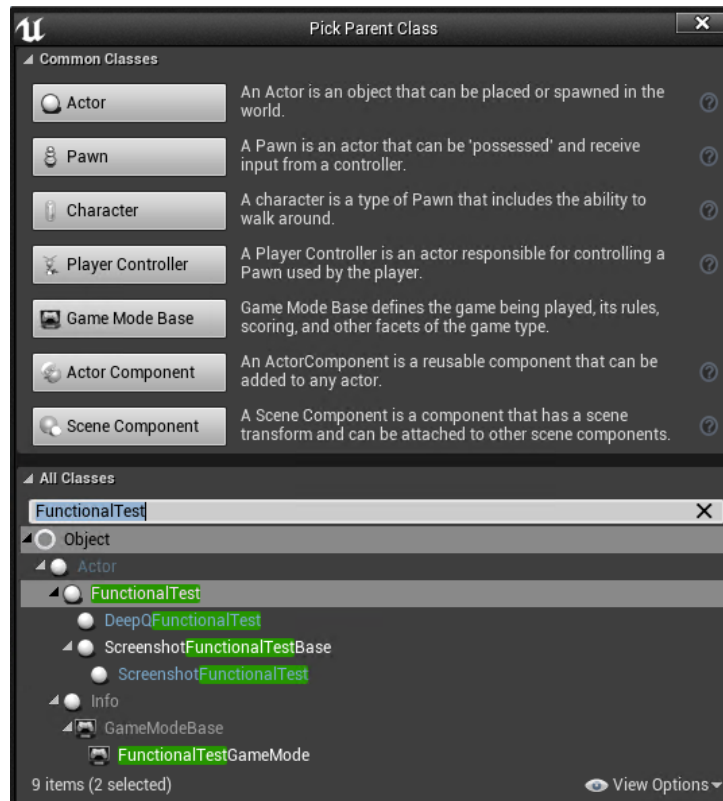 Pick Parent Class
Common Classes
Actor
An Actor is an object that can be placed or spawned in the
world.
Pawn
A Pawn is an actor that can be 'possessed' and receive
input from a controller.
Character
A character is a type of Pawn that includes the ability to
walk around.
Player Controller
A Player Controller is an actor responsible for controlling a
Pawn used by the player.
Game Mode Base
Game Mode Base defines the game being played, its rules,
scoring, and other facets of the game type.
Actor Component
An ActorComponent is a reusable component that can be
added to any actor.
Scene Component
A Scene Component is a component that has a scene
transform and can be attached to other scene components.
All Classes
FunctionalTest
Object
Actor
FunctionalTest
DeepQFunctionalTest
ScreenshotFunctionalTestBase
ScreenshotFunctionalTest
Info
GameModeBase
FunctionalTestGameMode
9 items (2 selected)
View Options